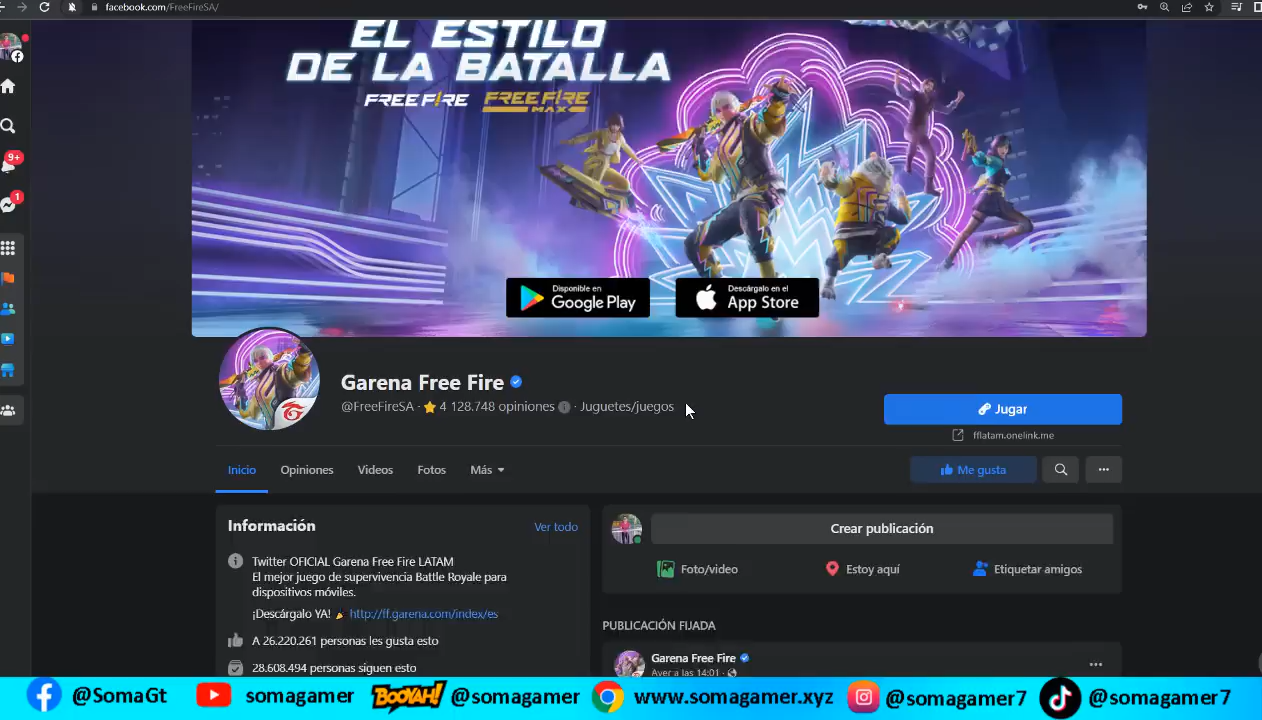 facebook.com/FreeFireSA/
EL ESTILO
DE LA BATALLA
FREE FIRE FREE FIRE MAX
Disponible en
Google Play
Descárgalo en el
App Store
9+
1
Garena Free Fire
@FreeFireSA · 4 128.748 opiniones · Juguetes/juegos
Jugar
fflatam.onelink.me
Inicio Opiniones Videos Fotos Más
Me gusta
Información Ver todo
Twitter OFICIAL Garena Free Fire LATAM
El mejor juego de supervivencia Battle Royale para
dispositivos móviles.
¡Descárgalo YA! http://ff.garena.com/index/es
A 26.220.261 personas les gusta esto
28.608.494 personas siguen esto
Crear publicación
Foto/video Estoy aquí Etiquetar amigos
PUBLICACIÓN FIJADA
Garena Free Fire
Ayer a las 14:01 ·
@SomaGt somagamer BOOYAH! @somagamer www.somagamer.xyz @somagamer7 @somagamer7